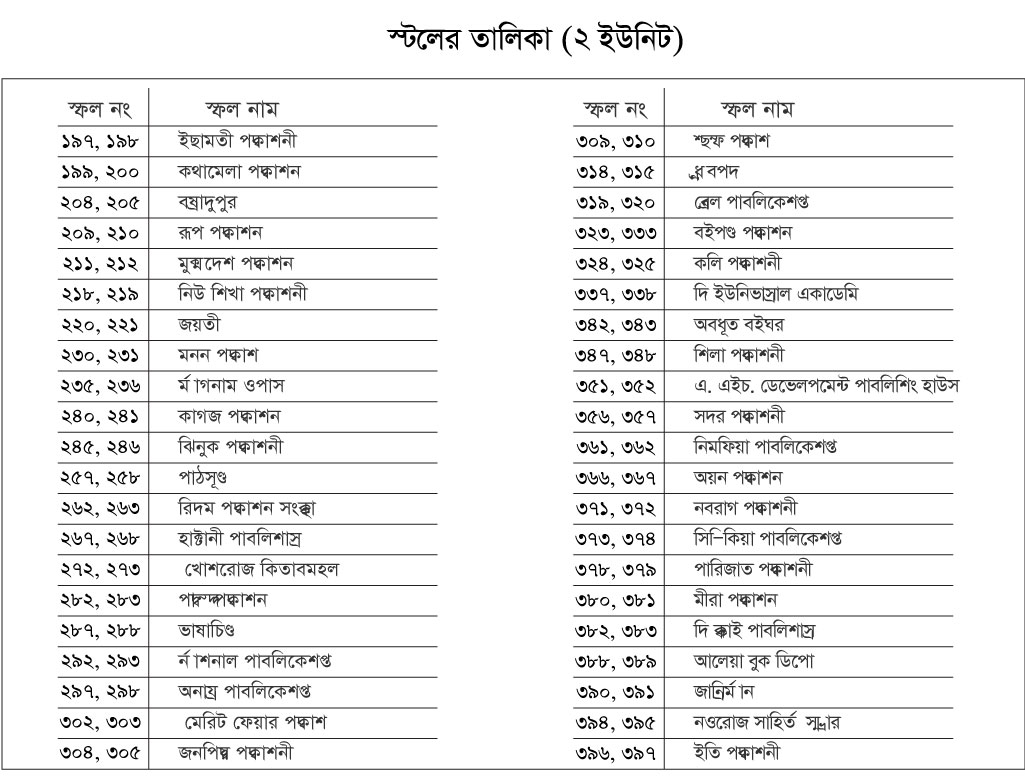 স্টলের তালিকা (২ ইউনিট)
স্ফল নং স্ফল নাম
১৯৭, ১৯৮ ইছামতী পক্কাশনী
১৯৯, ২০০ কথামেলা পক্কাশন
২০৪, ২০৫ বষ্রাদুপুর
২০৯, ২১০ রূপ পক্কাশন
২১১, ২১২ মুক্সদেশ পক্কাশন
২১৮, ২১৯ নিউ শিখা পক্কাশনী
২২০, ২২১ জয়তী
২৩০, ২৩১ মনন পক্কাশ
২৩৫, ২৩৬ র্ম াগনাম ওপাস
২৪০, ২৪১ কাগজ পক্কাশন
২৪৫, ২৪৬ ঝিনুক পক্কাশনী
২৫৭, ২৫৮ পাঠসূণ্ড
২৬২, ২৬৩ রিদম পক্কাশন
২৬৭, ২৬৮ হাক্টানী পাবলিশাস্র
২৭২, ২৭৩ খোশরোজ কিতাবমহল
২৮২, ২৮৩
২৮৭, ২৮৮ ভাষাচিণ্ড
২৯২, ২৯৩ র্ন াশনাল পাবলিকেশপ্ত
২৯৭, ২৯৮ অনায্র পাবলিকেশপ্ত
৩০২, ৩০৩ মেরিট ফেয়ার পক্কাশ
৩০৪, ৩০৫ পক্কাশনী
স্ফল নং স্ফল নাম
৩০৯, ৩১০ পক্কাশ
৩১৪, ৩১৫
৩১৯, ৩২০ পাবলিকেশপ্ত
৩২৩, ৩৩৩ বইপণ্ড পক্কাশন
৩২৪, ৩২৫ কলি পক্কাশনী
৩৩৭, ৩৩৮ দি ইউনিভাস্রাল একাডেমি
৩৪২, ৩৪৩ অবধূত বইঘর
৩৪৭, ৩৪৮ শিলা পক্কাশনী
৩৫১, ৩৫২ এ. এইচ. ডেভেলপমেন্ট পাবলিশিং হাউস
৩৫৬, ৩৫৭ সদর পক্কাশনী
৩৬১, ৩৬২ নিমফিয়া পাবলিকেশপ্ত
৩৬৬, ৩৬৭ অয়ন পক্কাশন
৩৭১, ৩৭২ নবরাগ পক্কাশনী
৩৭৩, ৩৭৪ সিি–কিয়া পাবলিকেশপ্ত
৩৭৮, ৩৭৯ পারিজাত পক্কাশনী
৩৮০, ৩৮১ মীরা পক্কাশন
৩৮২, ৩৮৩ দি স্কাই পাবলিশাস্র
৩৮৮, ৩৮৯ আলেয়া বুক ডিপো
৩৯০, ৩৯১
৩৯৪, ৩৯৫ নওরোজ সাহির্ত
৩৯৬, ৩৯৭ ইতি পক্কাশনী